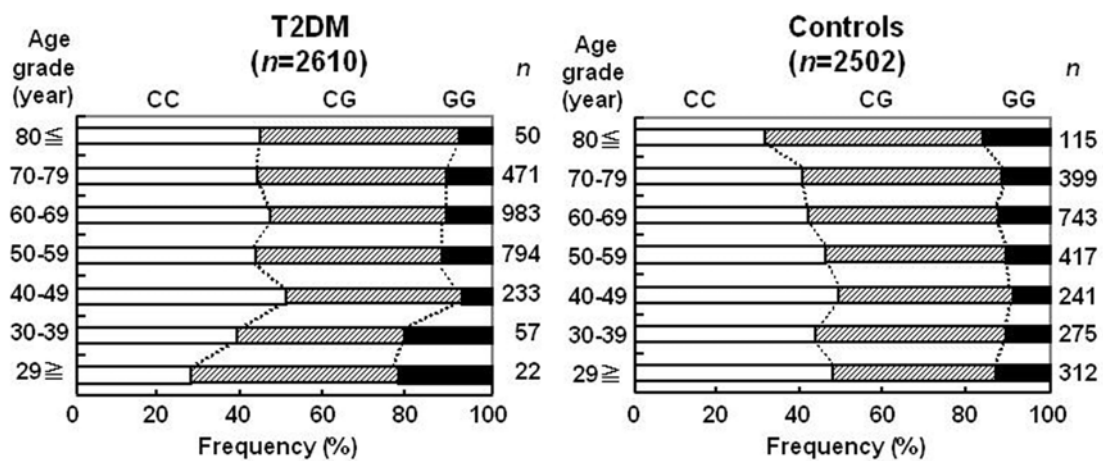 T2DM
(n=2610)
Age
grade
(year)
n
CC CG GG
80≦ 50
70-79 471
60-69 983
50-59 794
40-49 233
30-39 57
29≧ 22
0 20 40 60 80 100
Frequency (%)
Controls
(n=2502)
Age
grade
(year)
n
CC CG GG
80≦ 115
70-79 399
60-69 743
50-59 417
40-49 241
30-39 275
29≧ 312
0 20 40 60 80 100
Frequency (%)